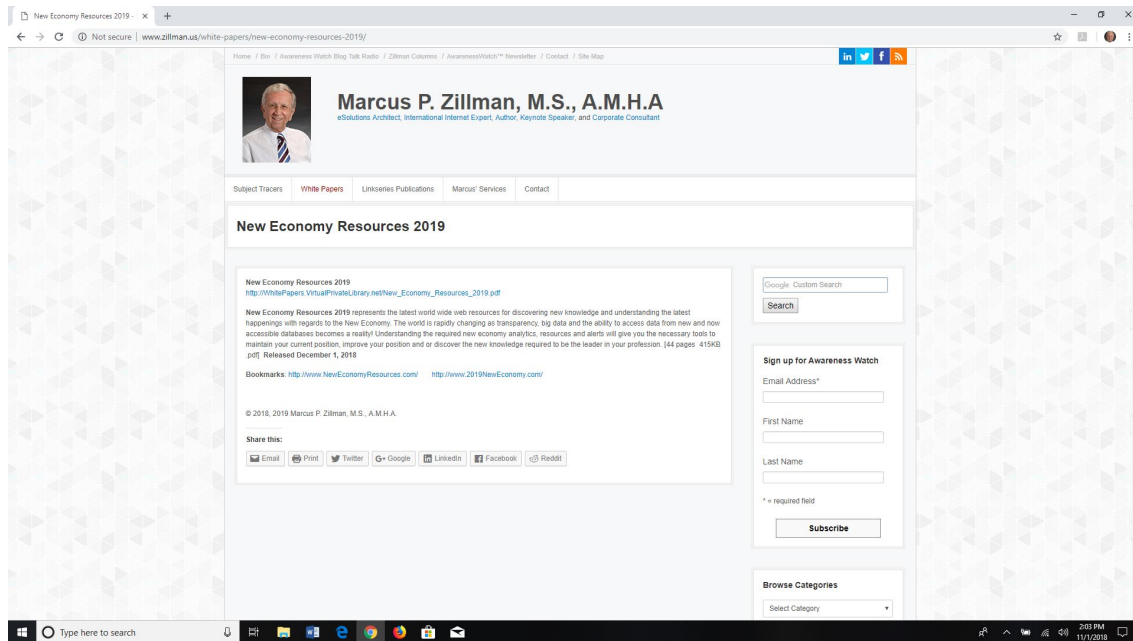 New Economy Resources 2019 -
Not secure | www.zillman.us/white-papers/new-economy-resources-2019/
Home / Bio / Awareness Watch Blog Talk Radio / Zillman Columns / AwarenessWatch™ Newsletter / Contact / Site Map
Marcus P. Zillman, M.S., A.M.H.A
eSolutions Architect, International Internet Expert, Author, Keynote Speaker, and Corporate Consultant
Subject Tracers White Papers Linkseries Publications Marcus' Services Contact
New Economy Resources 2019
New Economy Resources 2019
http://WhitePapers.VirtualPrivateLibrary.net/New_Economy_Resources_2019.pdf
New Economy Resources 2019 represents the latest world wide web resources for discovering new knowledge and understanding the latest
happenings with regards to the New Economy. The world is rapidly changing as transparency, big data and the ability to access data from new and now
accessible databases becomes a reality! Understanding the required new economy analytics, resources and alerts will give you the necessary tools to
maintain your current position, improve your position and or discover the new knowledge required to be the leader in your profession. [44 pages 415KB
.pdf] Released December 1, 2018
Bookmarks: http://www.NewEconomyResources.com/ http://www.2019NewEconomy.com/
© 2018, 2019 Marcus P. Zillman, M.S., A.M.H.A.
Share this:
Email Print Twitter G+ Google LinkedIn Facebook Reddit
Google Custom Search
Search
Sign up for Awareness Watch
Email Address*
First Name
Last Name
* = required field
Subscribe
Browse Categories
Select Category
Type here to search
2:03 PM
11/1/2018